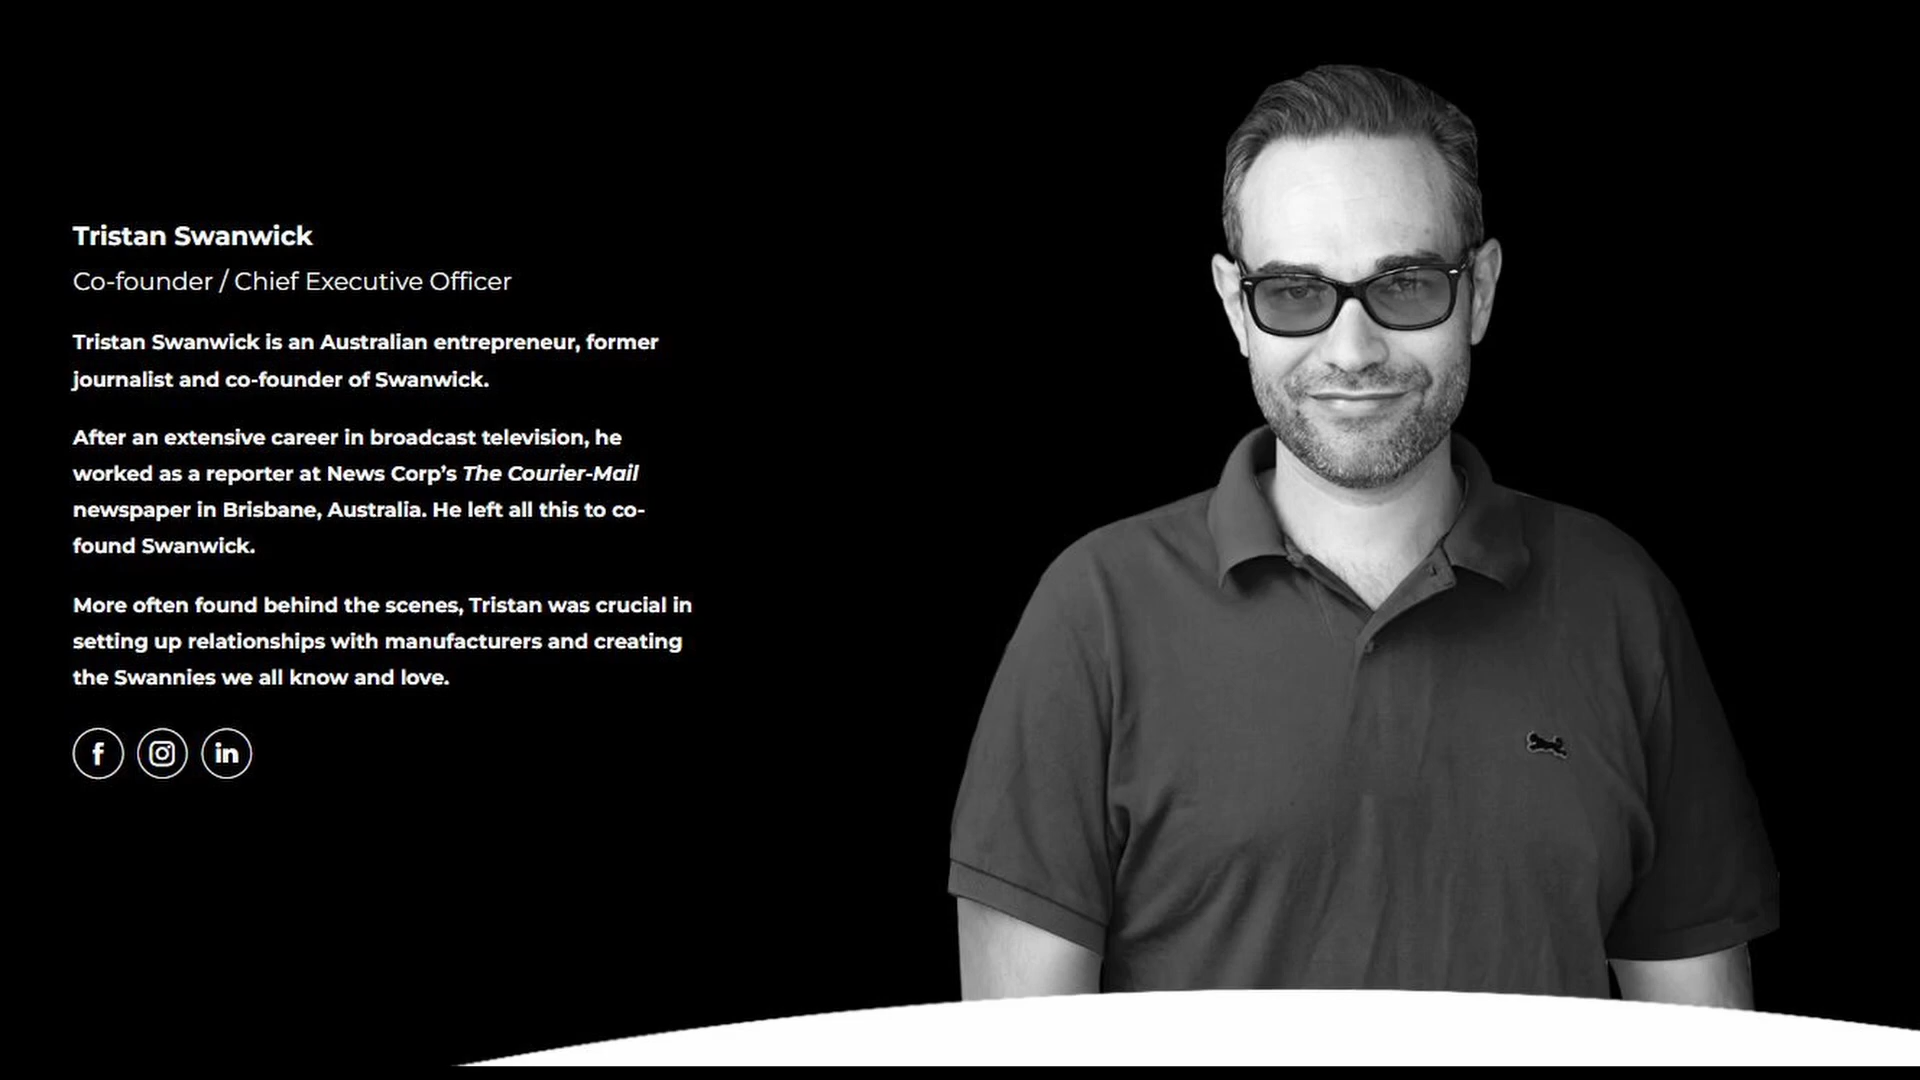 Tristan Swanwick
Co-founder / Chief Executive Officer
Tristan Swanwick is an Australian entrepreneur, former
journalist and co-founder of Swanwick.
After an extensive career in broadcast television, he
worked as a reporter at News Corp’s The Courier-Mail
newspaper in Brisbane, Australia. He left all this to co-
found Swanwick.
More often found behind the scenes, Tristan was crucial in
setting up relationships with manufacturers and creating
the Swannies we all know and love.
f
in